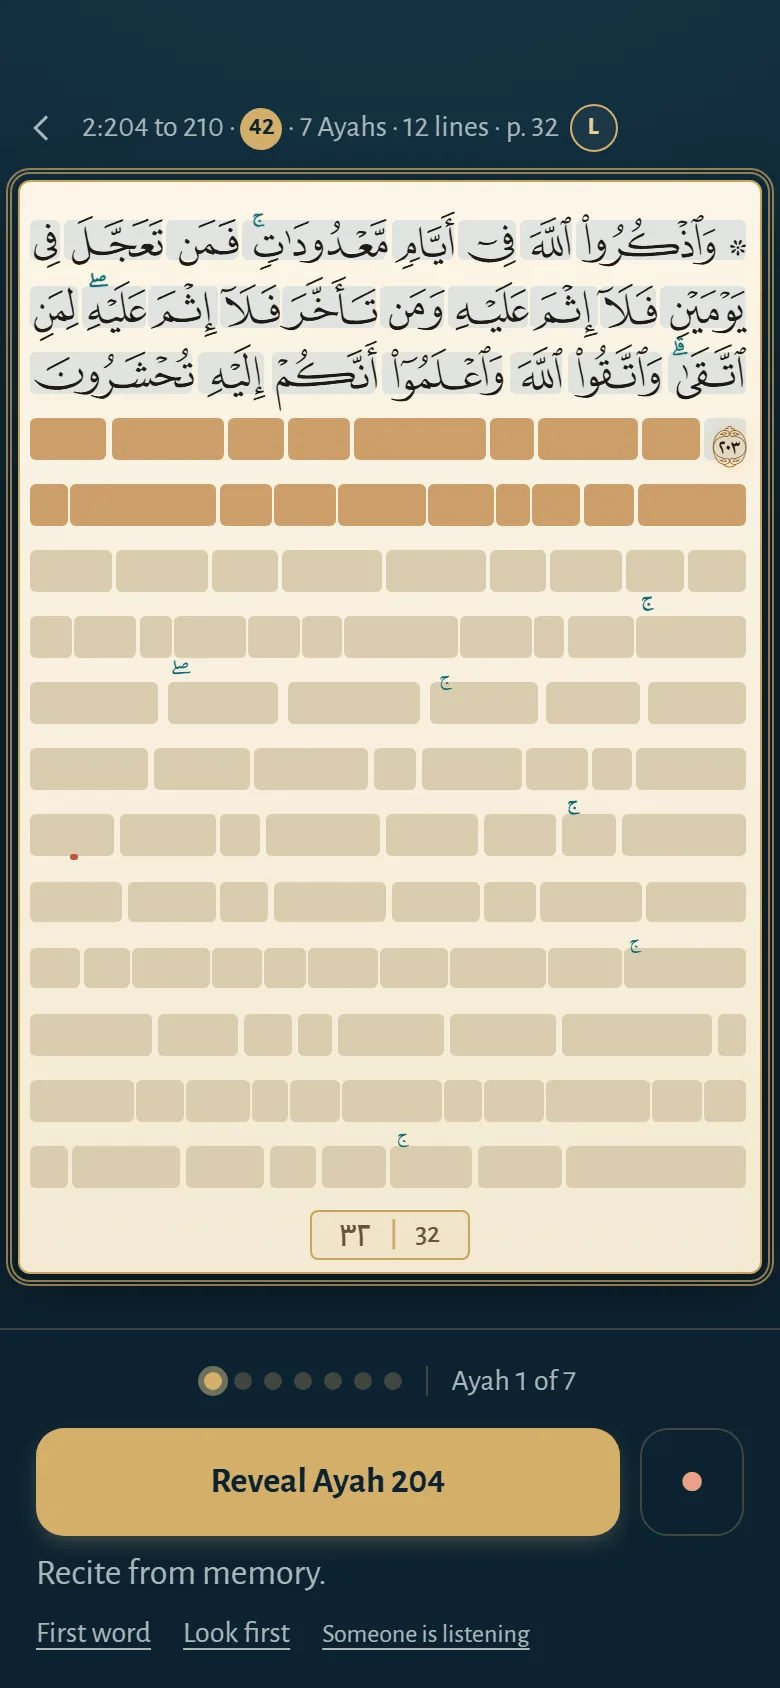 2:204 to 210 · 42 · 7 Ayahs · 12 lines · p. 32 L
۞ وَٱذْكُرُوا۟ ٱللَّهَ فِىٓ أَيَّامٍ مَّعْدُودَٰتٍ ۚ فَمَن تَعَجَّلَ فِى
يَوْمَيْنِ فَلَآ إِثْمَ عَلَيْهِ وَمَن تَأَخَّرَ فَلَآ إِثْمَ عَلَيْهِ ۖ لِمَنِ
ٱتَّقَىٰ ۗ وَٱتَّقُوا۟ ٱللَّهَ وَٱعْلَمُوٓا۟ أَنَّكُمْ إِلَيْهِ تُحْشَرُونَ
٢٠٣
ج
صلے
ج
ج
ج
ج
٣٢ | 32
Ayah 1 of 7
Reveal Ayah 204
Recite from memory.
First word Look first Someone is listening